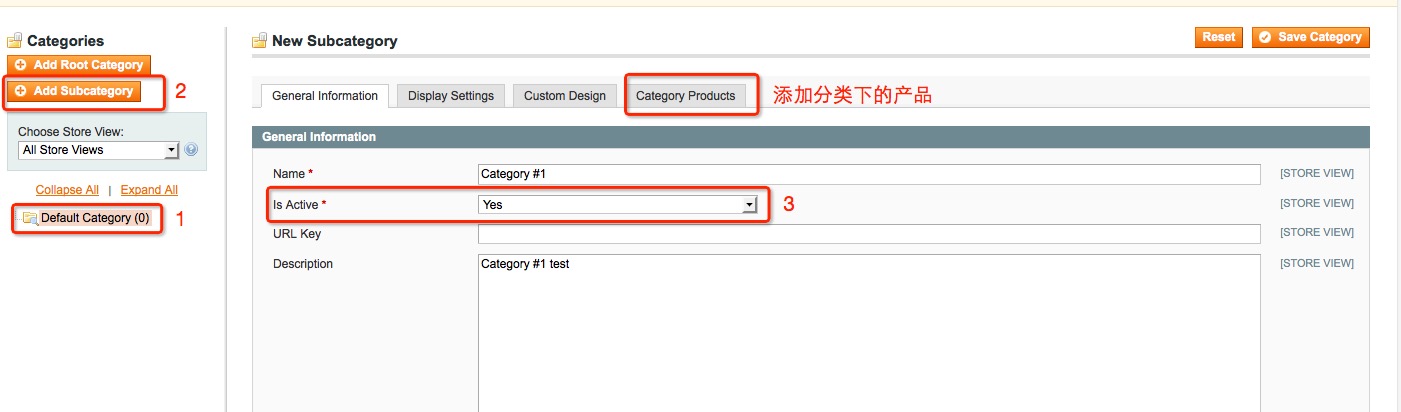 Categories
Add Root Category
Add Subcategory
2
Choose Store View:
All Store Views
Collapse All | Expand All
Default Category (0)
1
New Subcategory
Reset
Save Category
General Information
Display Settings
Custom Design
Category Products
添加分类下的产品
General Information
Name *
Category #1
[STORE VIEW]
Is Active *
Yes
3
[STORE VIEW]
URL Key
[STORE VIEW]
Description
Category #1 test
[STORE VIEW]